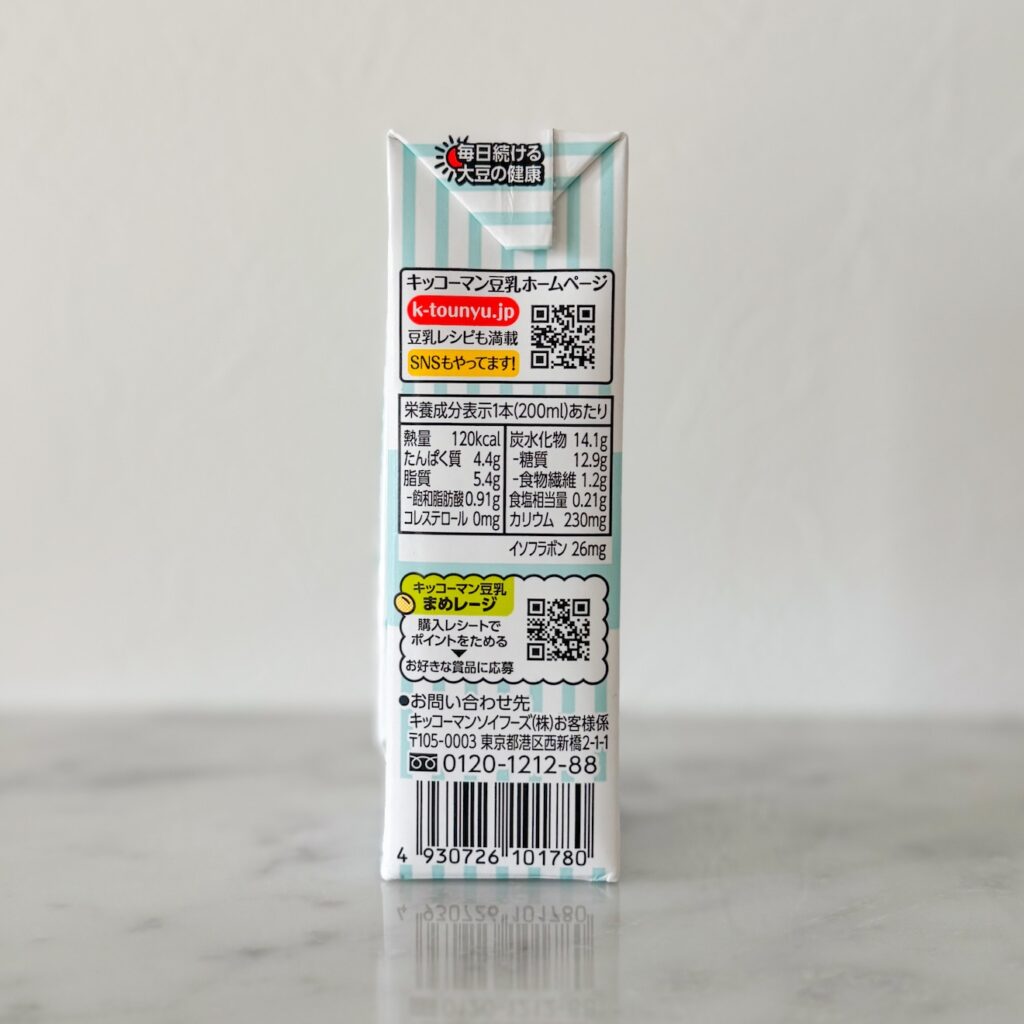 毎日続ける
大豆の健康
キッコーマン豆乳ホームページ
k-tounyu.jp
豆乳レシピも満載
SNSもやってます!
栄養成分表示1本(200ml)あたり
熱量 120kcal
たんぱく質 4.4g
脂質 5.4g
-飽和脂肪酸 0.91g
コレステロール 0mg
炭水化物 14.1g
-糖質 12.9g
-食物繊維 1.2g
食塩相当量 0.21g
カリウム 230mg
イソフラボン 26mg
キッコーマン豆乳
まめレージ
購入レシートで
ポイントをためる
お好きな賞品に応募
●お問い合わせ先
キッコーマンソイフーズ(株)お客様係
〒105-0003 東京都港区西新橋2-1-1
0120-1212-88
4 930726 101780